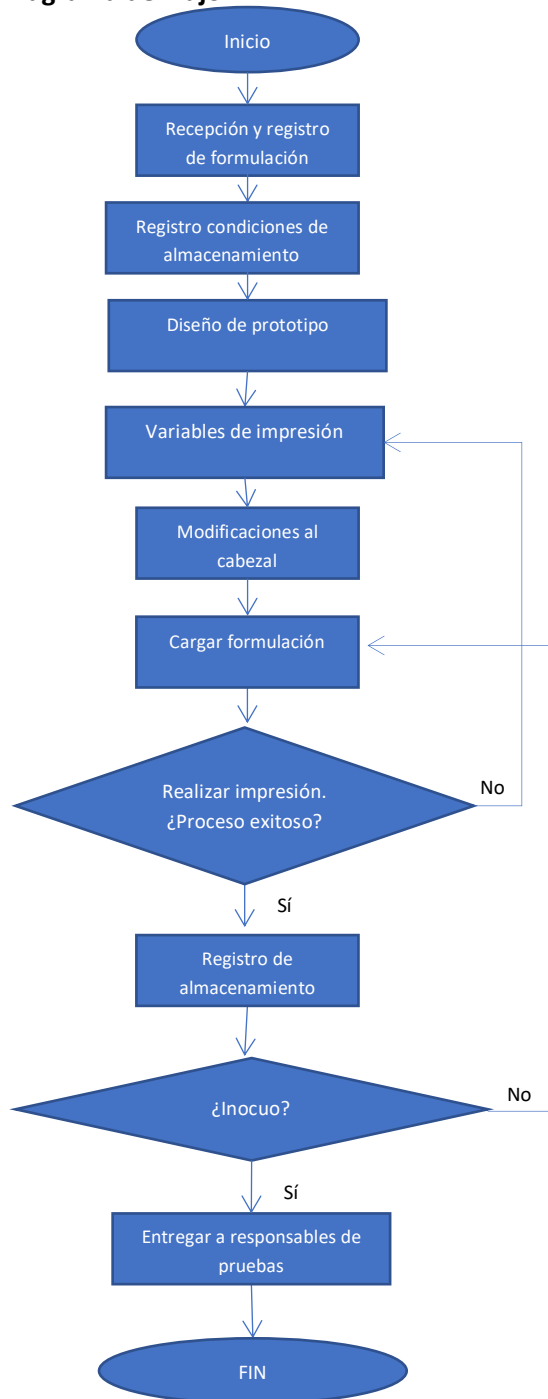 Inicio
Recepción y registro
de formulación
Registro condiciones de
almacenamiento
Diseño de prototipo
Variables de impresión
Modificaciones al
cabezal
Cargar formulación
Realizar impresión.
¿Proceso exitoso?
No
Sí
Registro de
almacenamiento
¿Inocuo?
No
Sí
Entregar a responsables de
pruebas
FIN